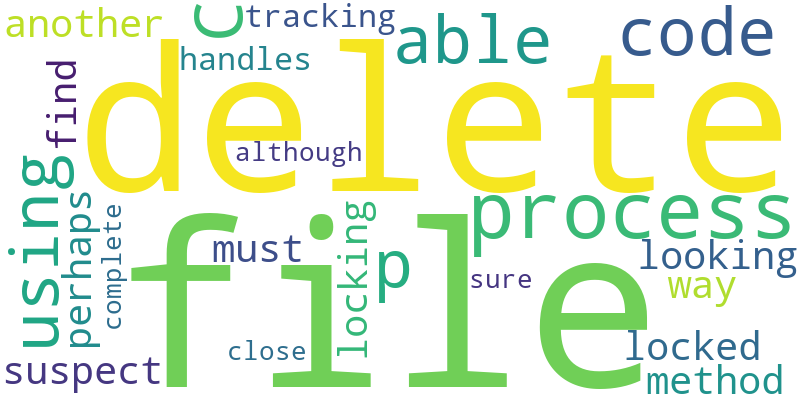 another
c
tracking
able
code
handles
find
delete
although
using
perhaps
complete
file
must
locking
p
process
sure
looking
way
close
locked
suspect
method